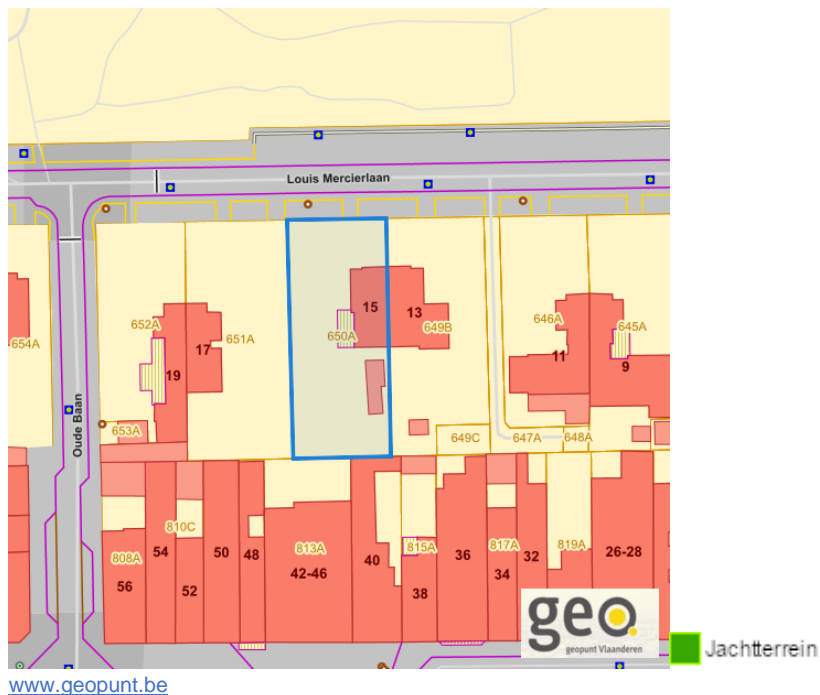 Louis Mercierlaan
Oude Baan
654A
652A
19
17
651A
653A
15
650A
13
649B
649C
646A
11
645A
9
647A
648A
810C
808A
56
54
52
50
48
813A
42-46
40
815A
38
36
817A
34
32
819A
26-28
geo.
geopunt Vlaanderen
Jachtterrein
www.geopunt.be